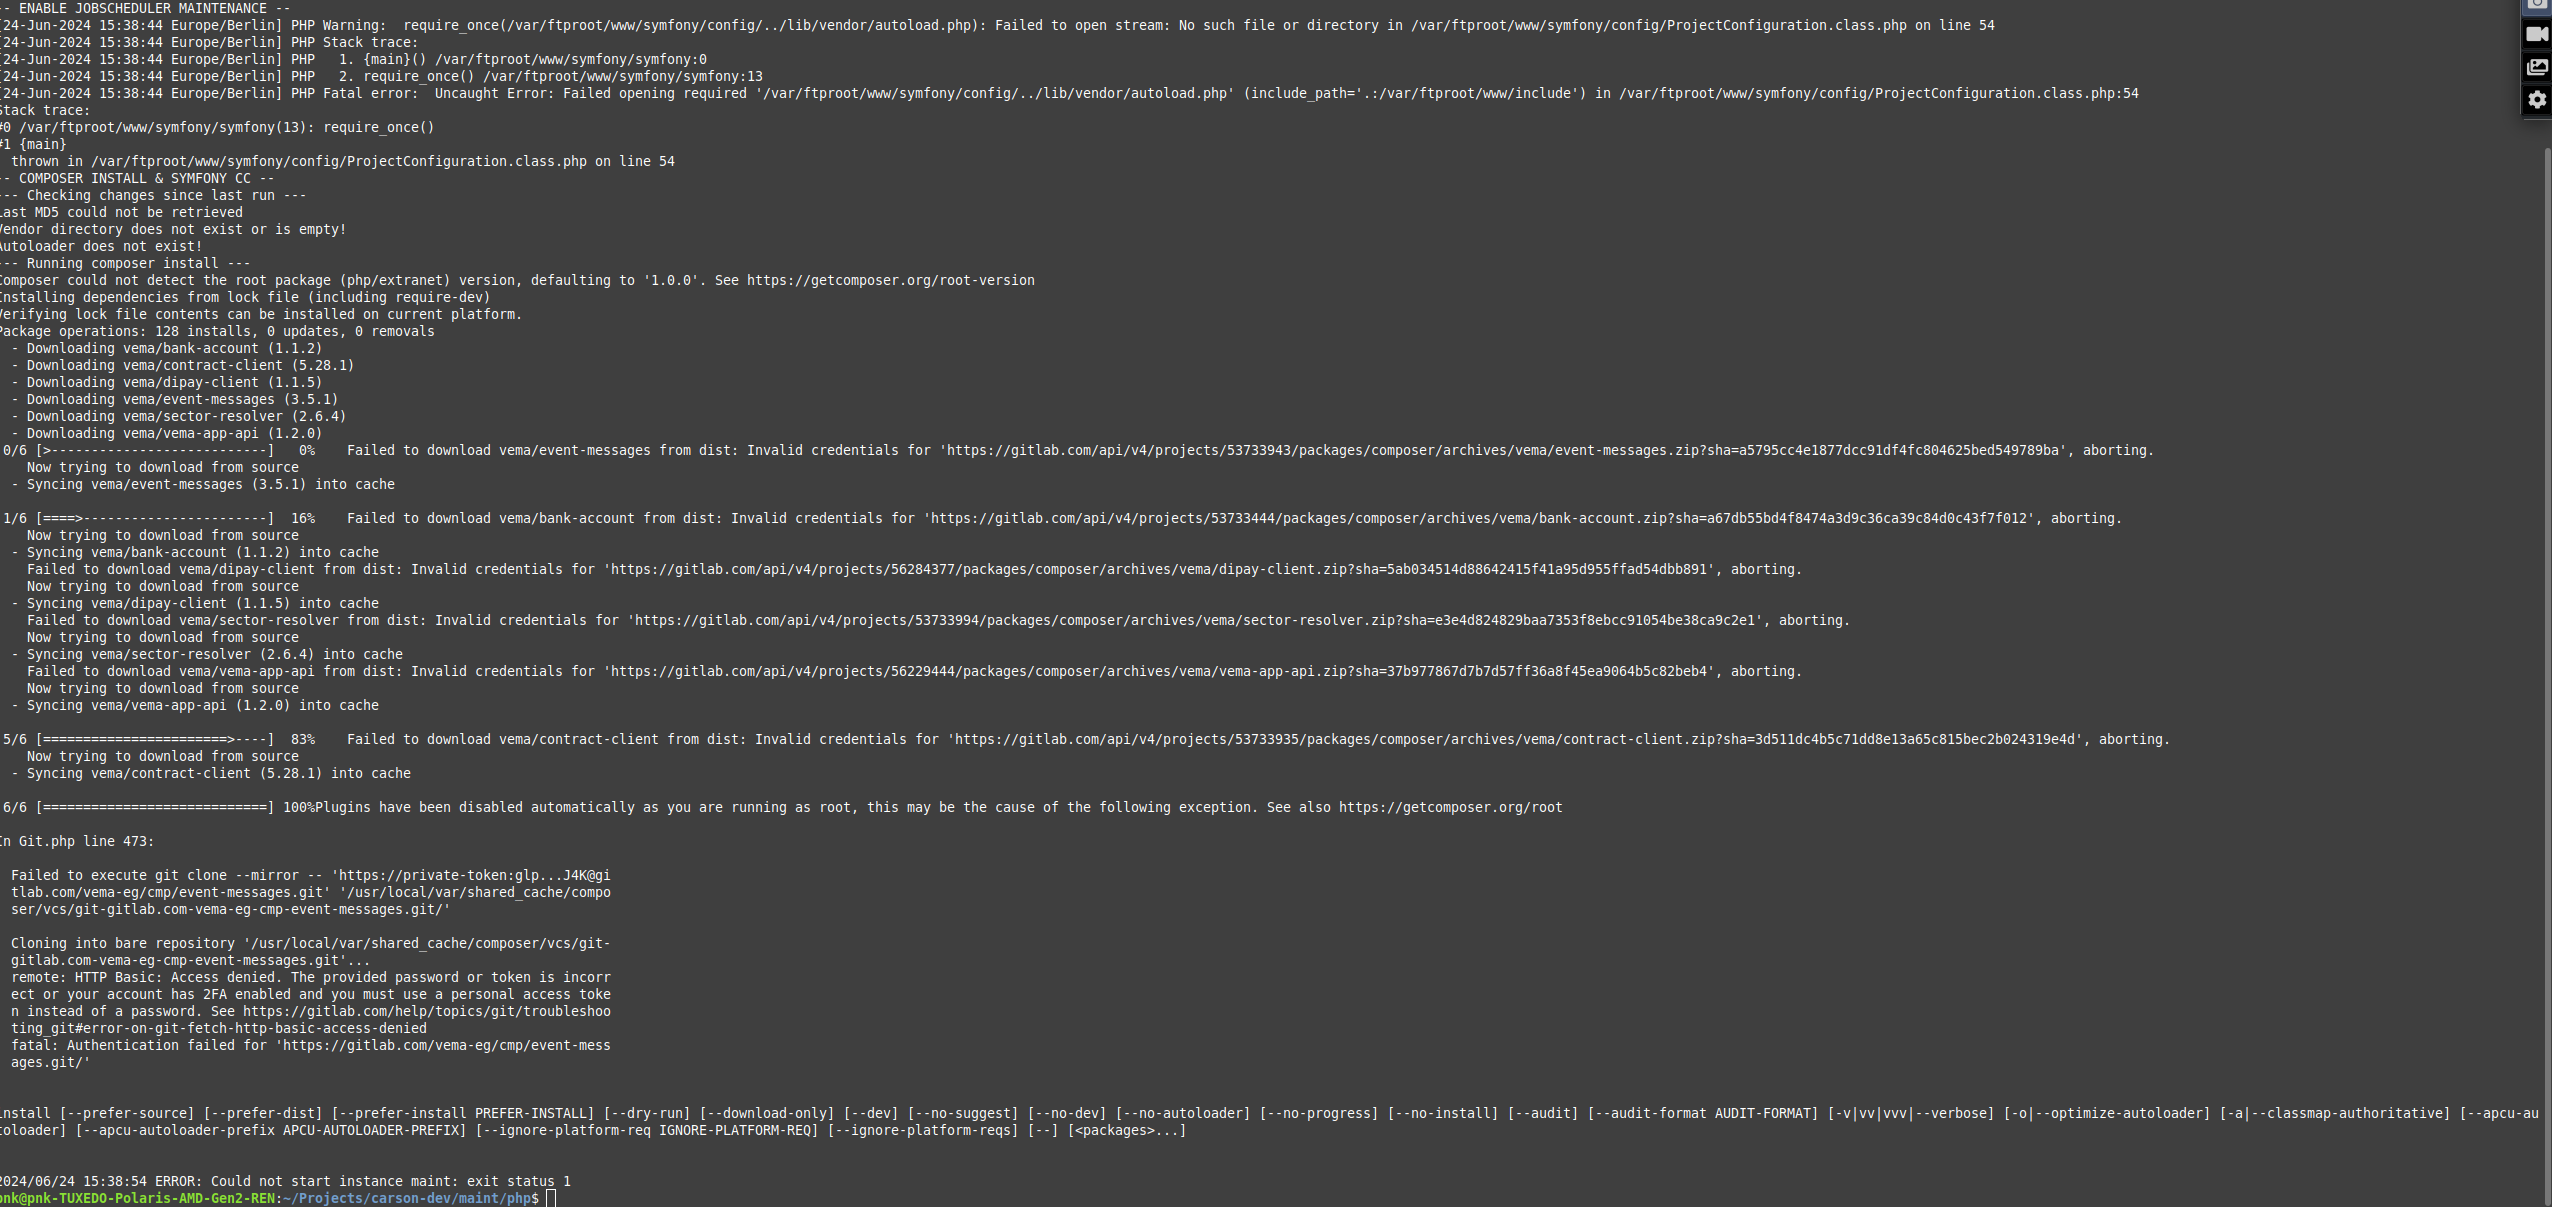 -- ENABLE JOBSCHEDULER MAINTENANCE --
[24-Jun-2024 15:38:44 Europe/Berlin] PHP Warning:  require_once(/var/ftproot/www/symfony/config/../lib/vendor/autoload.php): Failed to open stream: No such file or directory in /var/ftproot/www/symfony/config/ProjectConfiguration.class.php on line 54
[24-Jun-2024 15:38:44 Europe/Berlin] PHP Stack trace:
[24-Jun-2024 15:38:44 Europe/Berlin] PHP   1. {main}() /var/ftproot/www/symfony/symfony:0
[24-Jun-2024 15:38:44 Europe/Berlin] PHP   2. require_once() /var/ftproot/www/symfony/symfony:13
[24-Jun-2024 15:38:44 Europe/Berlin] PHP Fatal error:  Uncaught Error: Failed opening required '/var/ftproot/www/symfony/config/../lib/vendor/autoload.php' (include_path='.:/var/ftproot/www/include') in /var/ftproot/www/symfony/config/ProjectConfiguration.class.php:54
Stack trace:
#0 /var/ftproot/www/symfony/symfony(13): require_once()
#1 {main}
  thrown in /var/ftproot/www/symfony/config/ProjectConfiguration.class.php on line 54
-- COMPOSER INSTALL & SYMFONY CC --
--- Checking changes since last run ---
Last MD5 could not be retrieved
Vendor directory does not exist or is empty!
Autoloader does not exist!
--- Running composer install ---
Composer could not detect the root package (php/extranet) version, defaulting to '1.0.0'. See https://getcomposer.org/root-version
Installing dependencies from lock file (including require-dev)
Verifying lock file contents can be installed on current platform.
Package operations: 128 installs, 0 updates, 0 removals
  - Downloading vema/bank-account (1.1.2)
  - Downloading vema/contract-client (5.28.1)
  - Downloading vema/dipay-client (1.1.5)
  - Downloading vema/event-messages (3.5.1)
  - Downloading vema/sector-resolver (2.6.4)
  - Downloading vema/vema-app-api (1.2.0)
 0/6 [>---------------------------]   0%    Failed to download vema/event-messages from dist: Invalid credentials for 'https://gitlab.com/api/v4/projects/53733943/packages/composer/archives/vema/event-messages.zip?sha=a5795cc4e1877dcc91df4fc804625bed549789ba', aborting.
    Now trying to download from source
  - Syncing vema/event-messages (3.5.1) into cache
 1/6 [====>-----------------------]  16%    Failed to download vema/bank-account from dist: Invalid credentials for 'https://gitlab.com/api/v4/projects/53733444/packages/composer/archives/vema/bank-account.zip?sha=a67db55bd4f8474a3d9c36ca39c84d0c43f7f012', aborting.
    Now trying to download from source
  - Syncing vema/bank-account (1.1.2) into cache
    Failed to download vema/dipay-client from dist: Invalid credentials for 'https://gitlab.com/api/v4/projects/56284377/packages/composer/archives/vema/dipay-client.zip?sha=5ab034514d88642415f41a95d955ffad54dbb891', aborting.
    Now trying to download from source
  - Syncing vema/dipay-client (1.1.5) into cache
    Failed to download vema/sector-resolver from dist: Invalid credentials for 'https://gitlab.com/api/v4/projects/53733994/packages/composer/archives/vema/sector-resolver.zip?sha=e3e4d824829baa7353f8ebcc91054be38ca9c2e1', aborting.
    Now trying to download from source
  - Syncing vema/sector-resolver (2.6.4) into cache
    Failed to download vema/vema-app-api from dist: Invalid credentials for 'https://gitlab.com/api/v4/projects/56229444/packages/composer/archives/vema/vema-app-api.zip?sha=37b977867d7b7d57ff36a8f45ea9064b5c82beb4', aborting.
    Now trying to download from source
  - Syncing vema/vema-app-api (1.2.0) into cache
 5/6 [=======================>----]  83%    Failed to download vema/contract-client from dist: Invalid credentials for 'https://gitlab.com/api/v4/projects/53733935/packages/composer/archives/vema/contract-client.zip?sha=3d511dc4b5c71dd8e13a65c815bec2b024319e4d', aborting.
    Now trying to download from source
  - Syncing vema/contract-client (5.28.1) into cache
 6/6 [============================] 100%Plugins have been disabled automatically as you are running as root, this may be the cause of the following exception. See also https://getcomposer.org/root
In Git.php line 473:
  Failed to execute git clone --mirror -- 'https://private-token:glp...J4K@gi
  tlab.com/vema-eg/cmp/event-messages.git' '/usr/local/var/shared_cache/compo
  ser/vcs/git-gitlab.com-vema-eg-cmp-event-messages.git/'
  Cloning into bare repository '/usr/local/var/shared_cache/composer/vcs/git-
  gitlab.com-vema-eg-cmp-event-messages.git'...
  remote: HTTP Basic: Access denied. The provided password or token is incorr
  ect or your account has 2FA enabled and you must use a personal access toke
  n instead of a password. See https://gitlab.com/help/topics/git/troubleshoo
  ting_git#error-on-git-fetch-http-basic-access-denied
  fatal: Authentication failed for 'https://gitlab.com/vema-eg/cmp/event-mess
  ages.git/'
install [--prefer-source] [--prefer-dist] [--prefer-install PREFER-INSTALL] [--dry-run] [--download-only] [--dev] [--no-suggest] [--no-dev] [--no-autoloader] [--no-progress] [--no-install] [--audit] [--audit-format AUDIT-FORMAT] [-v|vv|vvv|--verbose] [-o|--optimize-autoloader] [-a|--classmap-authoritative] [--apcu-au
toloader] [--apcu-autoloader-prefix APCU-AUTOLOADER-PREFIX] [--ignore-platform-req IGNORE-PLATFORM-REQ] [--ignore-platform-reqs] [--] [<packages>...]
2024/06/24 15:38:54 ERROR: Could not start instance maint: exit status 1
pnk@pnk-TUXEDO-Polaris-AMD-Gen2-REN:~/Projects/carson-dev/maint/php$